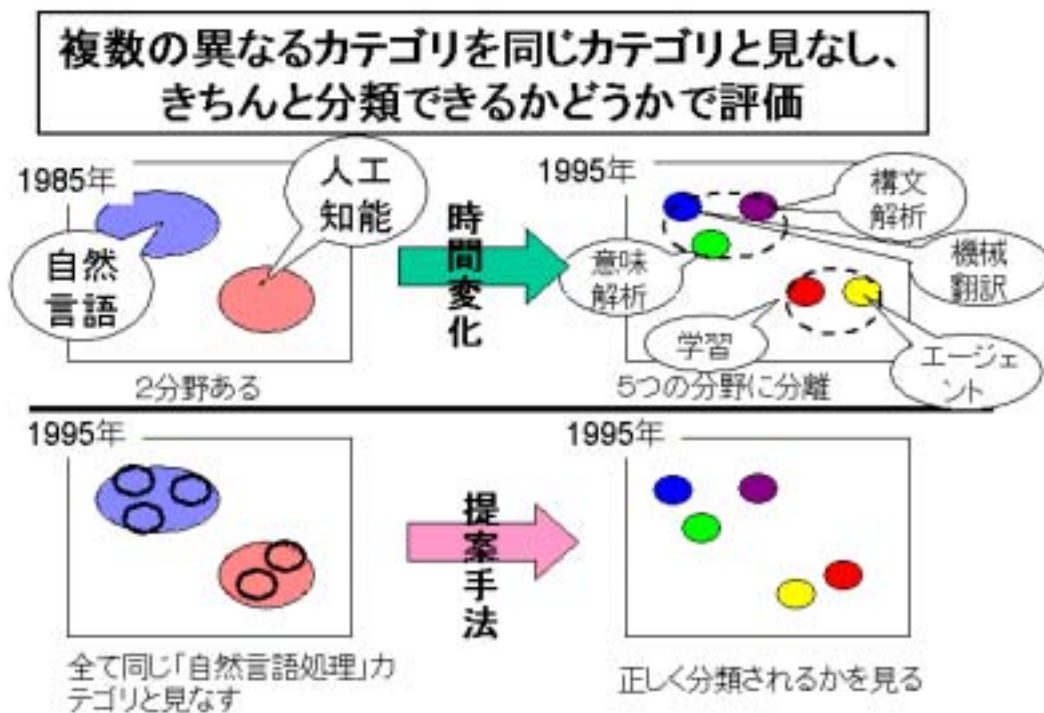 複数の異なるカテゴリを同じカテゴリと見なし、
きちんと分類できるかどうかで評価
1985年
自然
言語
人工
知能
2分野ある
時間変化
1995年
構文
解析
機械
翻訳
意味
解析
学習
エージェ
ント
5つの分野に分離
1995年
全て同じ「自然言語処理」カ
テゴリと見なす
提案手法
1995年
正しく分類されるかを見る